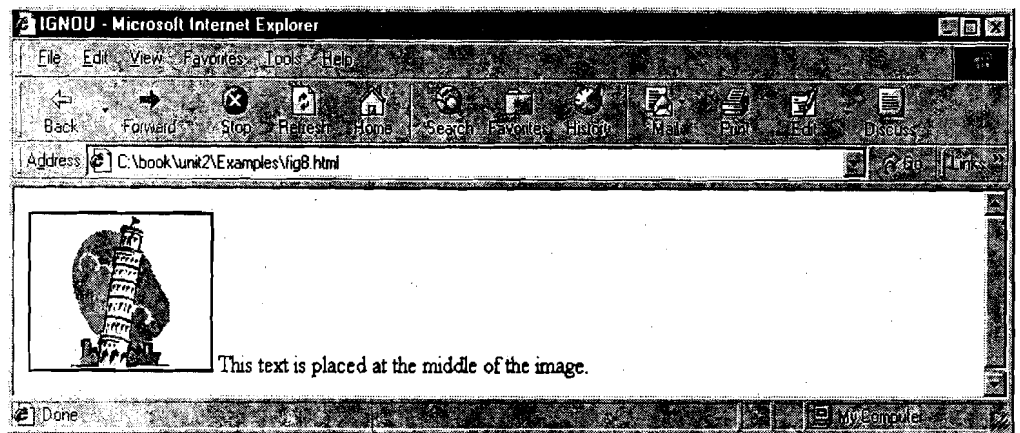 IGNOU - Microsoft Internet Explorer
File Edit View Favorites Tools Help
Back Forward Stop Refresh Home Search Favorites History Mail Print Edit Discuss
Address C:\book\unit2\Examples\fig8.html Go Links »
This text is placed at the middle of the image.
Done My Computer